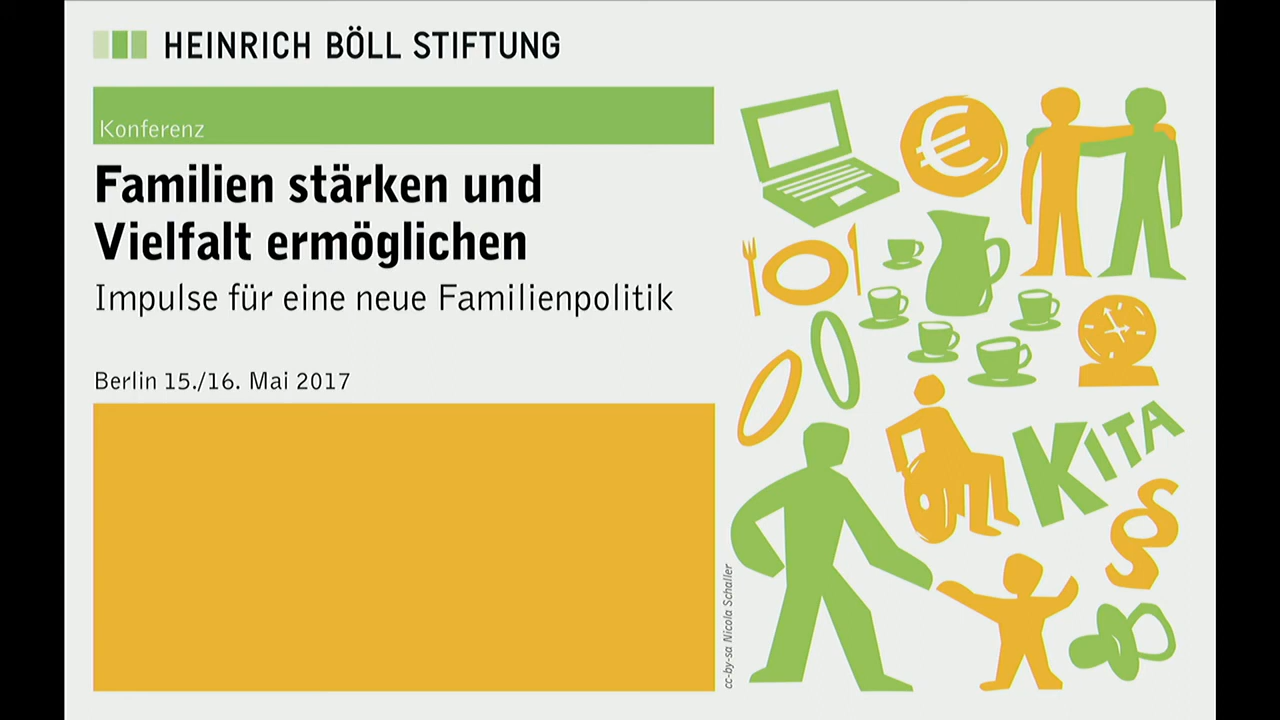 HEINRICH BÖLL STIFTUNG
Konferenz
Familien stärken und
Vielfalt ermöglichen
Impulse für eine neue Familienpolitik
Berlin 15./16. Mai 2017
€
KITA
§
cc-by-sa Nicola Schaller